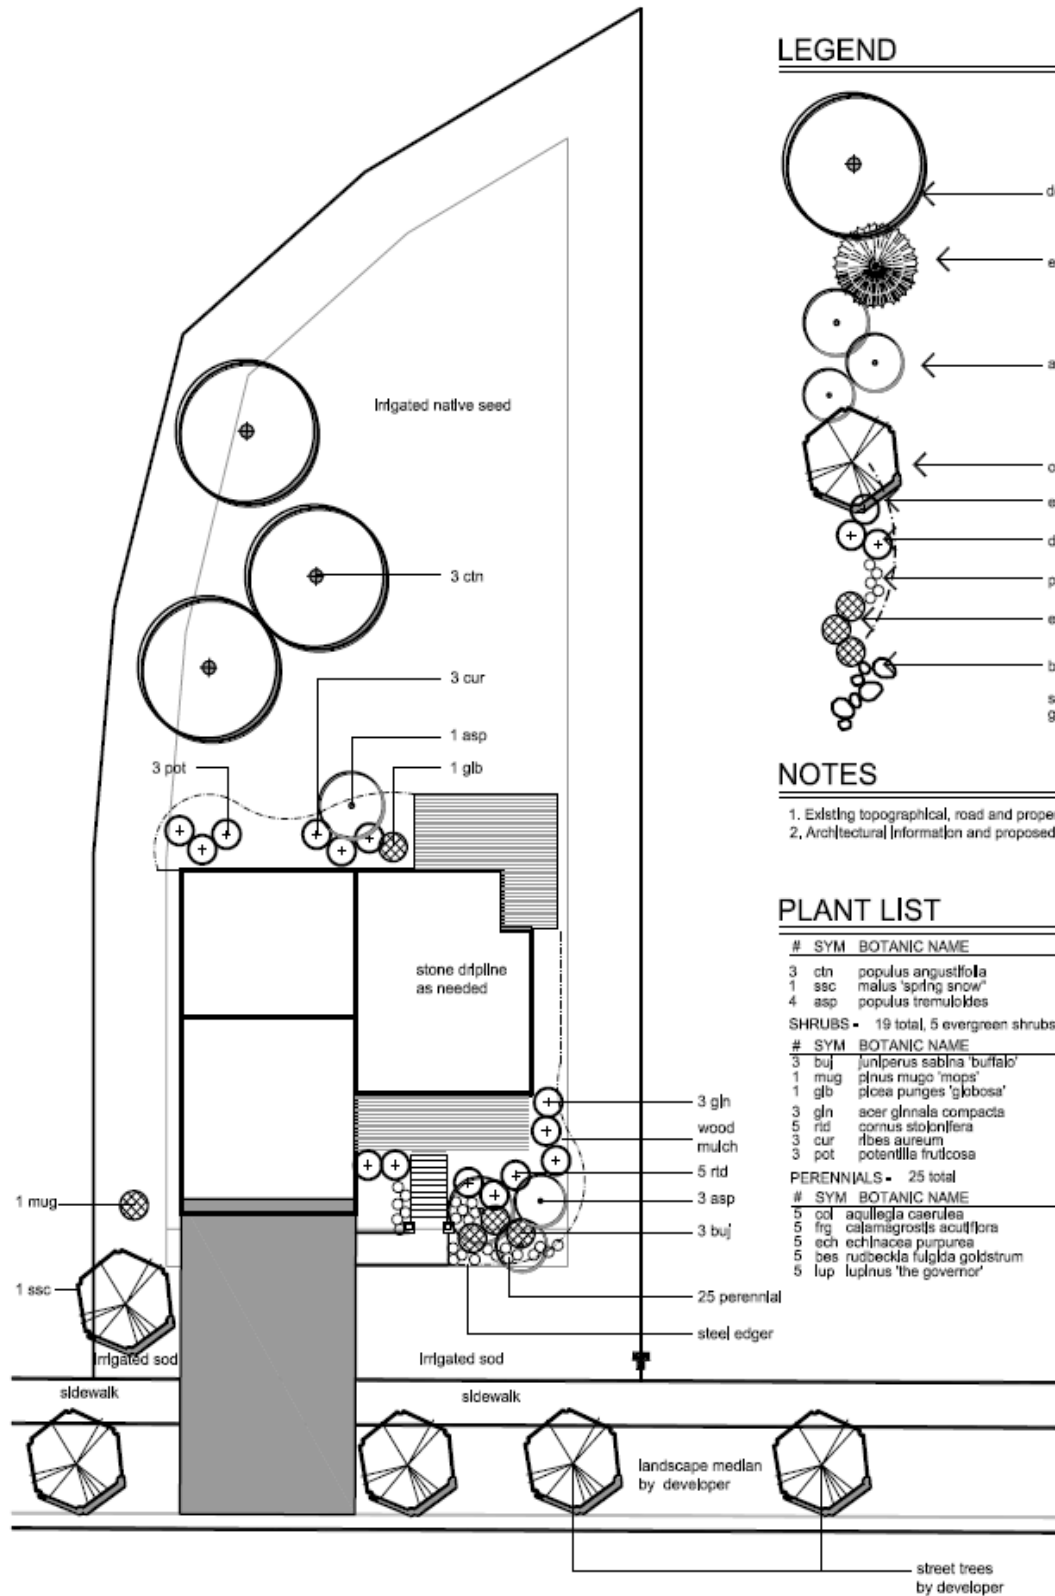 LEGEND
d
e
a
o
e
d
p
e
b
s
g
Irrigated native seed
3 ctn
3 cur
1 asp
3 pot
1 glb
stone dripline
as needed
3 gin
wood
mulch
5 rtd
1 mug
3 asp
3 buj
1 ssc
25 perennial
steel edger
Irrigated sod
Irrigated sod
sidewalk
sidewalk
landscape median
by developer
street trees
by developer
NOTES
1. Existing topographical, road and proper
2, Architectural Information and proposed
PLANT LIST
# SYM BOTANIC NAME
3 ctn populus angustifolia
1 ssc malus 'spring snow"
4 asp populus tremuloides
SHRUBS - 19 total, 5 evergreen shrubs
# SYM BOTANIC NAME
3 buj juniperus sabina 'buffalo'
1 mug pinus mugo 'mops'
1 glb picea punges 'globosa'
3 gin acer ginnala compacta
5 rtd cornus stolonifera
3 cur ribes aureum
3 pot potentilla fruticosa
PERENNIALS - 25 total
# SYM BOTANIC NAME
5 col aquilegia caerulea
5 frg calamagrostis acutiflora
5 ech echinacea purpurea
5 bes rudbeckia fulgida goldstrum
5 lup lupinus 'the governor'